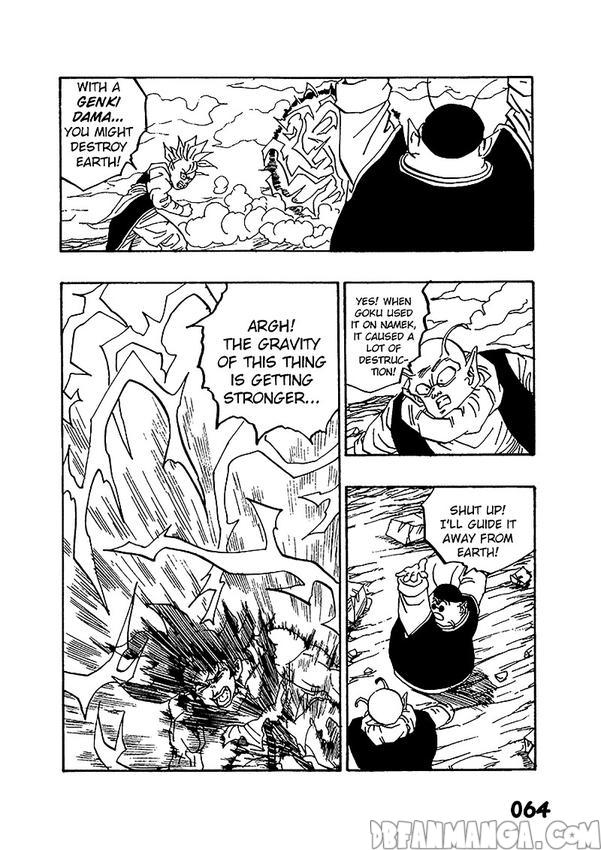 WITH A
GENKI
DAMA...
YOU MIGHT
DESTROY
EARTH!
ARGH!
THE GRAVITY
OF THIS THING
IS GETTING
STRONGER...
YES! WHEN
GOKU USED
IT ON NAMEK,
IT CAUSED A
LOT OF
DESTRUC-
TION!
SHUT UP!
I'LL GUIDE IT
AWAY FROM
EARTH!
064
DBFANMANGA.COM